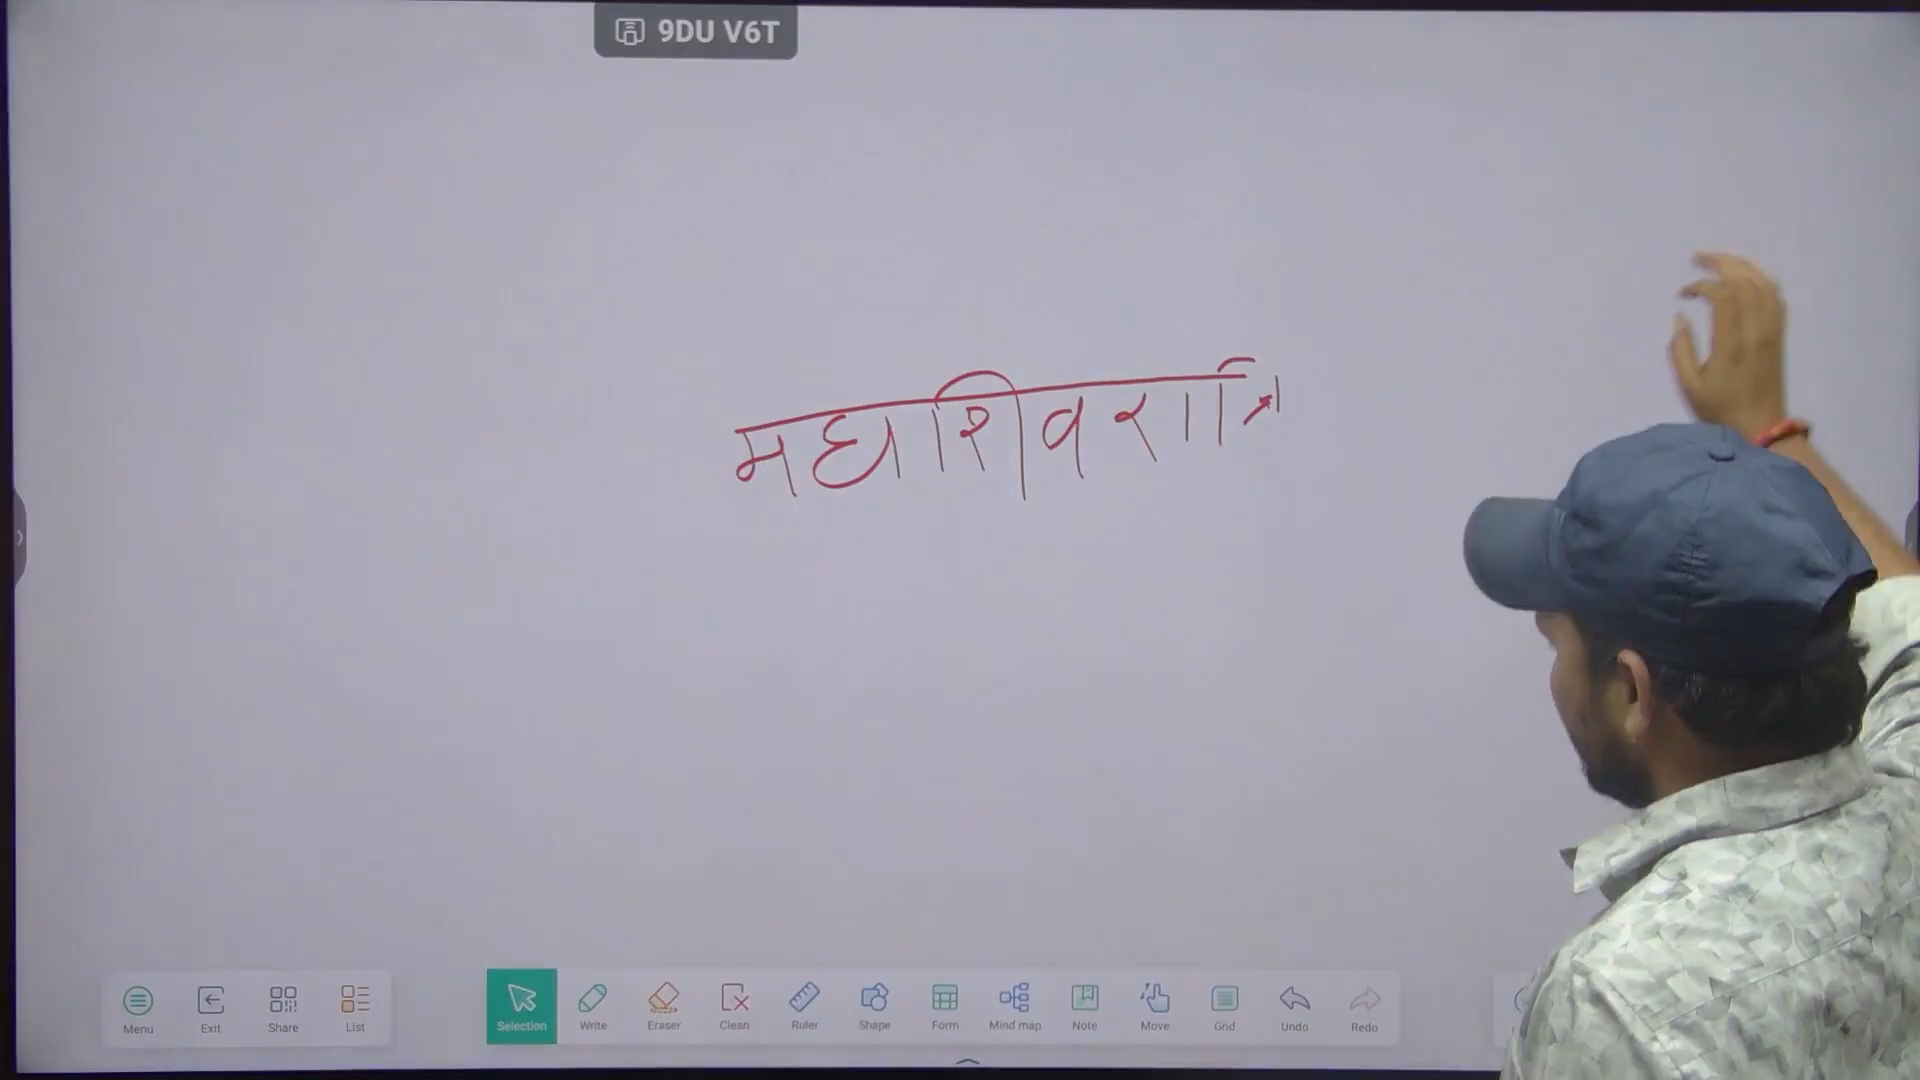 9DU V6T
महाशिवरात्रि
Menu Exit Share List Selection Write Eraser Clean Ruler Shape Form Mind map Note Move Grid Undo Redo